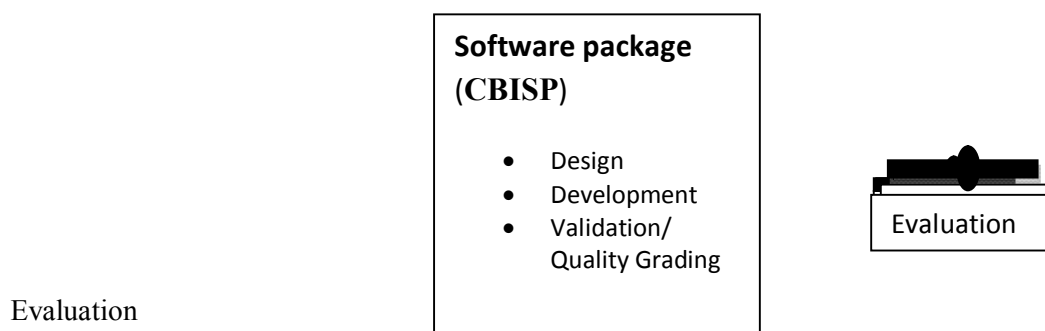 Software package
(CBISP)
• Design
• Development
• Validation/
Quality Grading
Evaluation
Evaluation